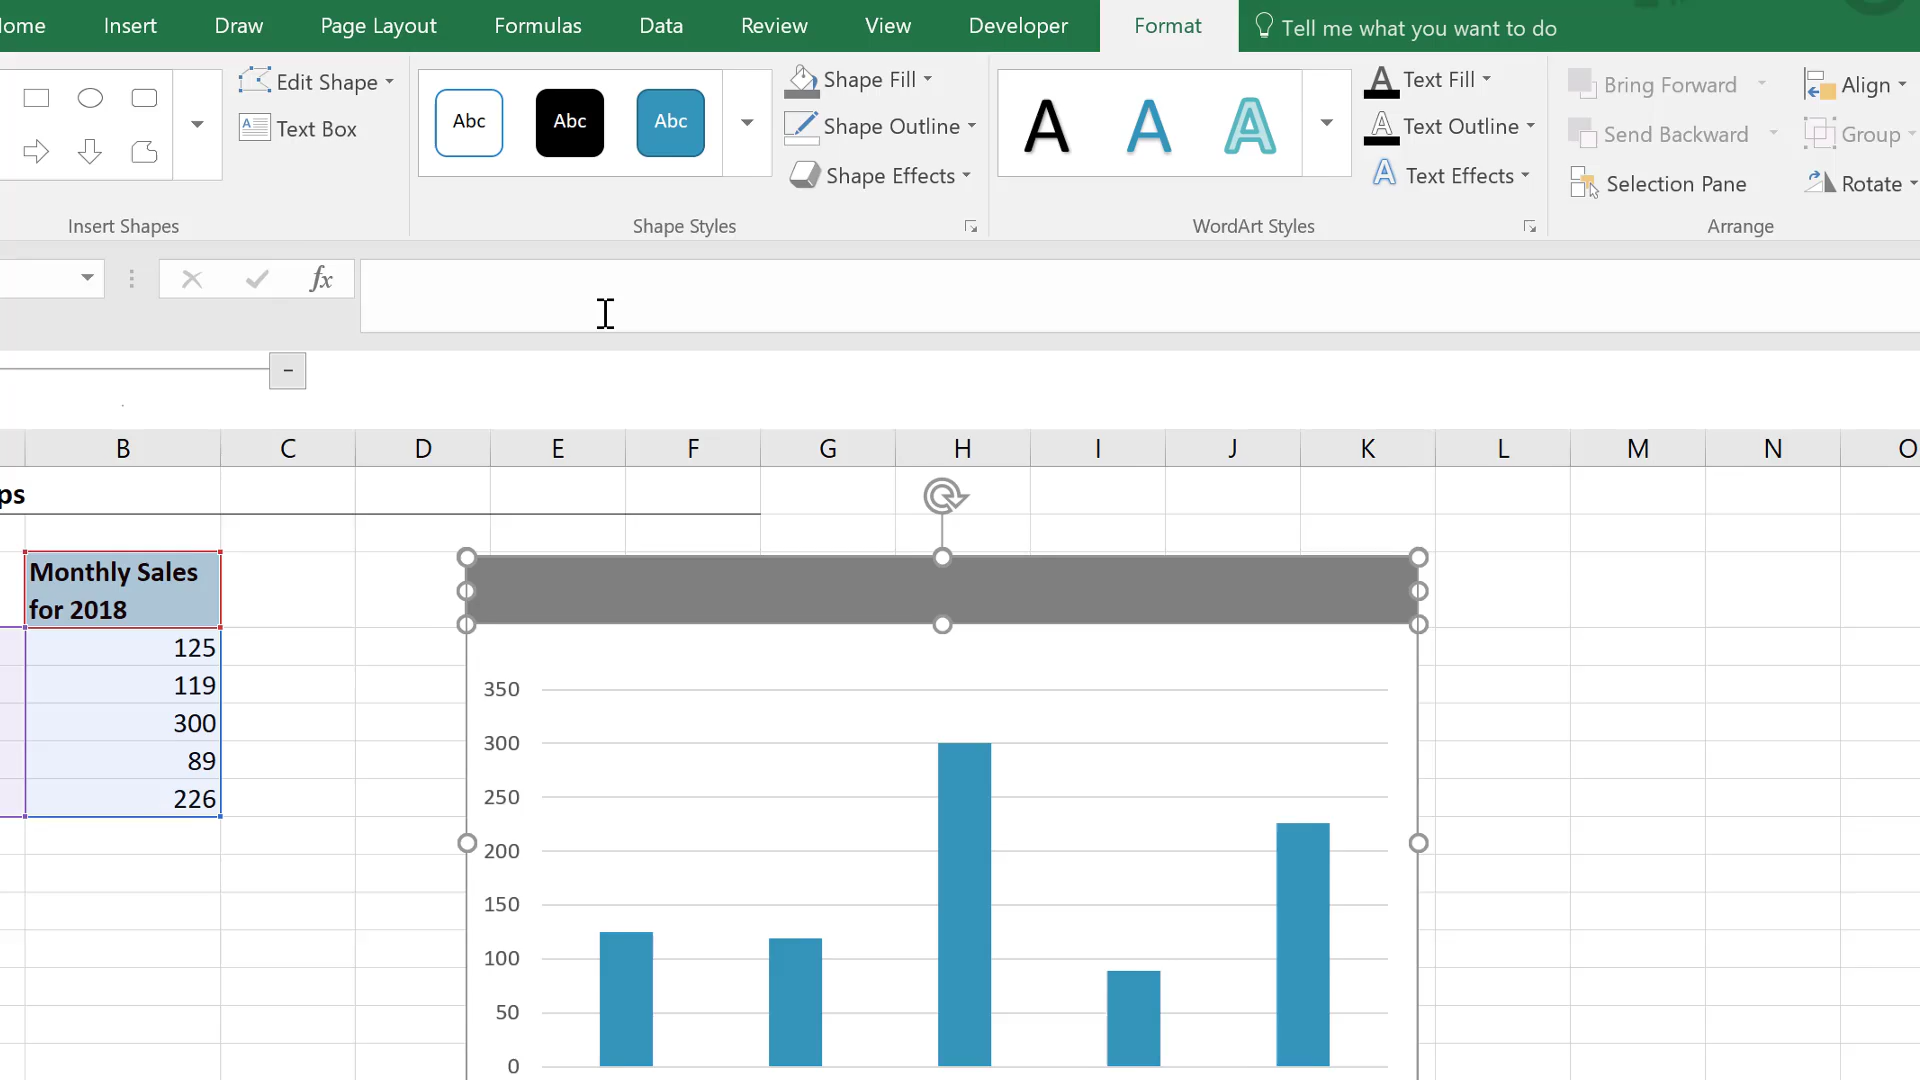 Insert Draw Page Layout Formulas Data Review View Developer Format Tell me what you want to do
Edit Shape
Text Box
Insert Shapes
Abc Abc Abc
Shape Fill
Shape Outline
Shape Effects
Shape Styles
A A A
Text Fill
Text Outline
Text Effects
WordArt Styles
Bring Forward
Send Backward
Selection Pane
Align
Group
Rotate
Arrange
fx
B C D E F G H I J K L M N O
ps
Monthly Sales
for 2018
125
119
300
89
226
350
300
250
200
150
100
50
0